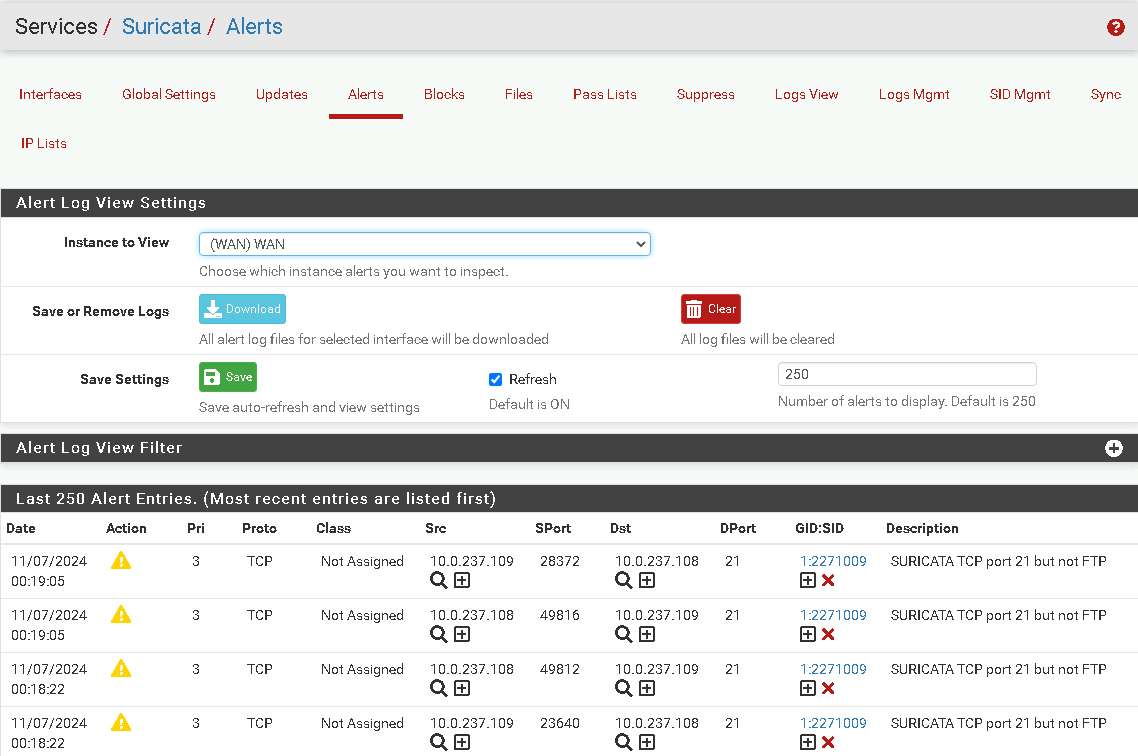 Services / Suricata / Alerts
Interfaces Global Settings Updates Alerts Blocks Files Pass Lists Suppress Logs View Logs Mgmt SID Mgmt Sync
IP Lists
Alert Log View Settings
Instance to View (WAN) WAN
Choose which instance alerts you want to inspect.
Save or Remove Logs Download Clear
All alert log files for selected interface will be downloaded All log files will be cleared
Save Settings Save Refresh 250
Save auto-refresh and view settings Default is ON Number of alerts to display. Default is 250
Alert Log View Filter
Last 250 Alert Entries. (Most recent entries are listed first)
Date Action Pri Proto Class Src SPort Dst DPort GID:SID Description
11/07/2024 3 TCP Not Assigned 10.0.237.109 28372 10.0.237.108 21 1:2271009 SURICATA TCP port 21 but not FTP
00:19:05
11/07/2024 3 TCP Not Assigned 10.0.237.108 49816 10.0.237.109 21 1:2271009 SURICATA TCP port 21 but not FTP
00:19:05
11/07/2024 3 TCP Not Assigned 10.0.237.108 49812 10.0.237.109 21 1:2271009 SURICATA TCP port 21 but not FTP
00:18:22
11/07/2024 3 TCP Not Assigned 10.0.237.109 23640 10.0.237.108 21 1:2271009 SURICATA TCP port 21 but not FTP
00:18:22